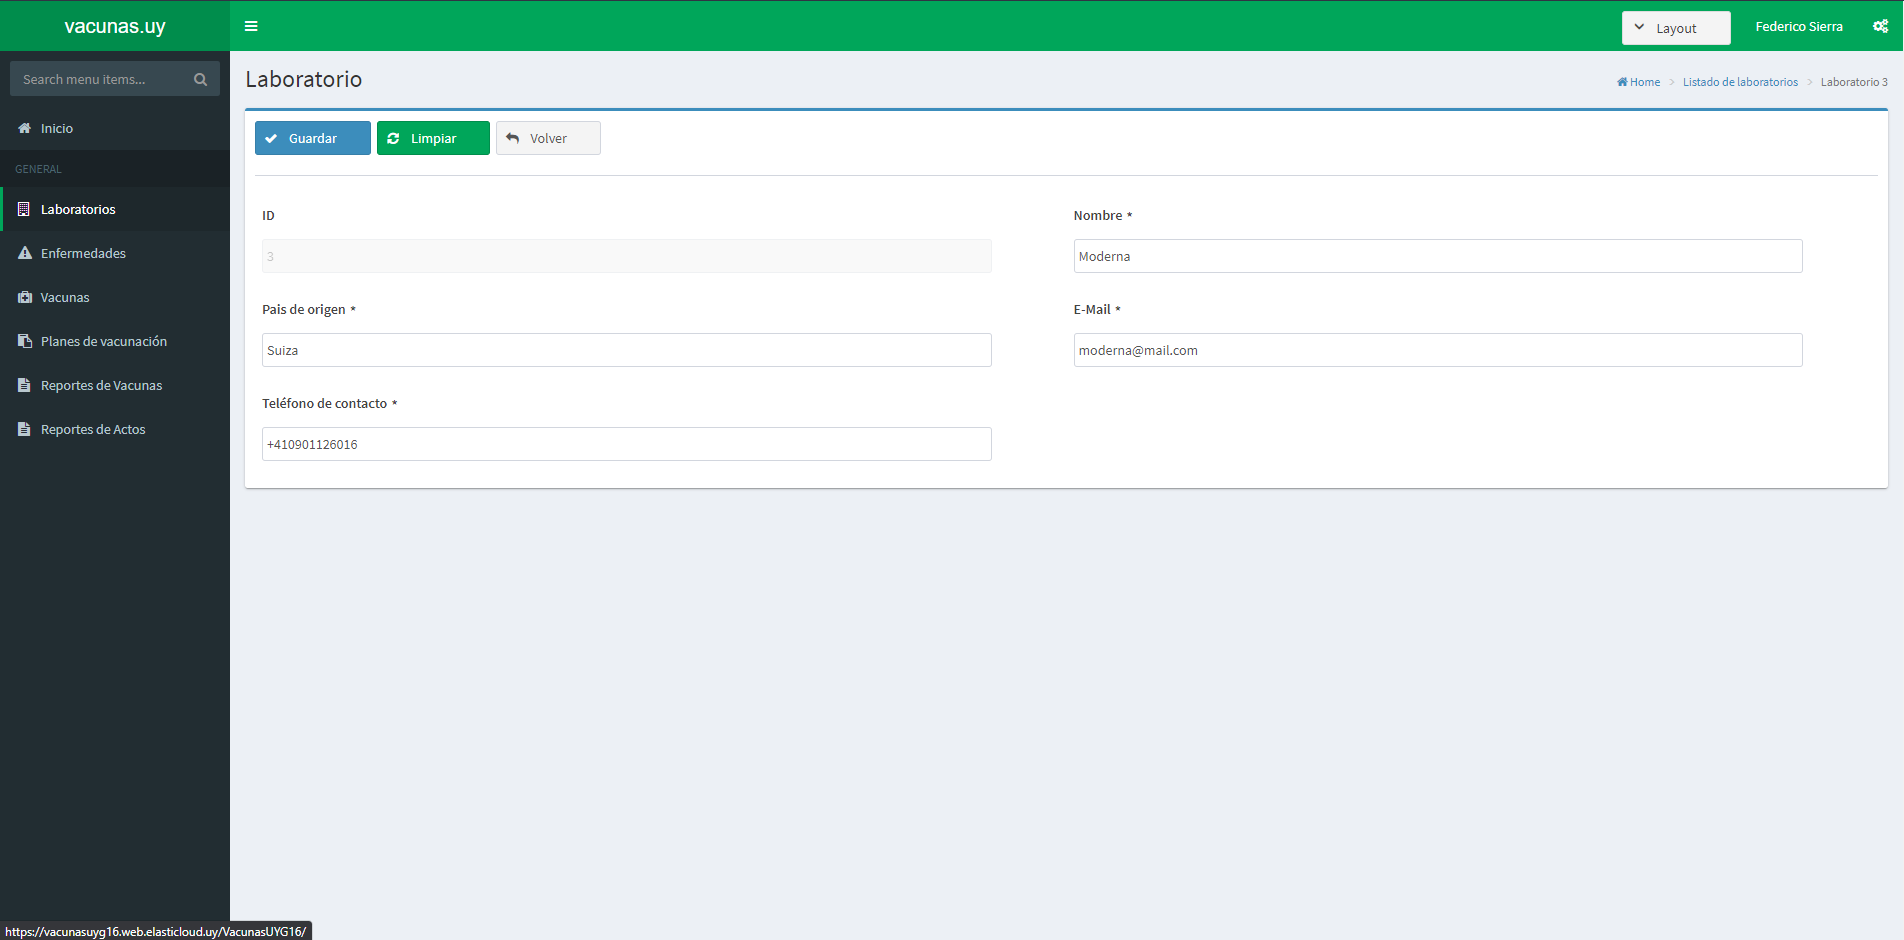 vacunas.uy
Layout
Federico Sierra
Search menu items...
Inicio
GENERAL
Laboratorios
Enfermedades
Vacunas
Planes de vacunación
Reportes de Vacunas
Reportes de Actos
Laboratorio
Home > Listado de laboratorios > Laboratorio 3
Guardar Limpiar Volver
ID
3
Nombre *
Moderna
Pais de origen *
Suiza
E-Mail *
moderna@mail.com
Teléfono de contacto *
+410901126016
https://vacunasuyg16.web.elasticloud.uy/VacunasUYG16/